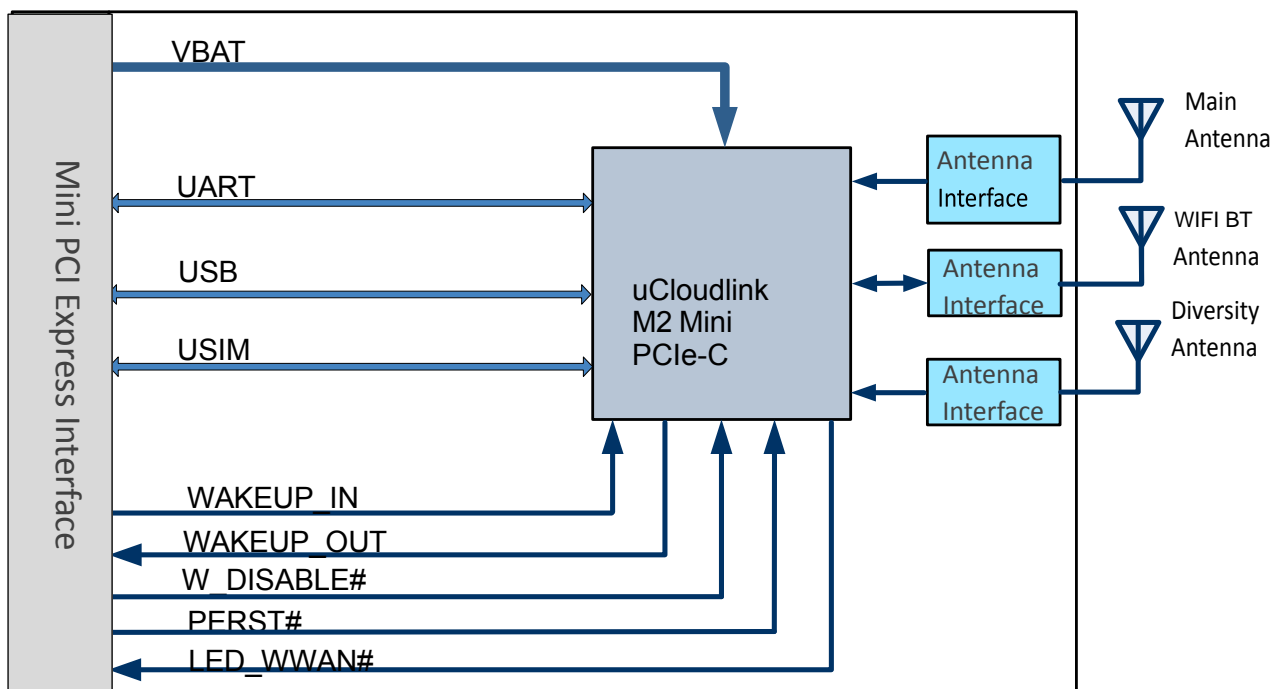 Mini PCI Express Interface
VBAT
UART
USB
USIM
WAKEUP_IN
WAKEUP_OUT
W_DISABLE#
PERST#
LED_WWAN#
uCloudlink
M2 Mini
PCIe-C
Antenna
Interface
Antenna
Interface
Antenna
Interface
Main
Antenna
WIFI BT
Antenna
Diversity
Antenna